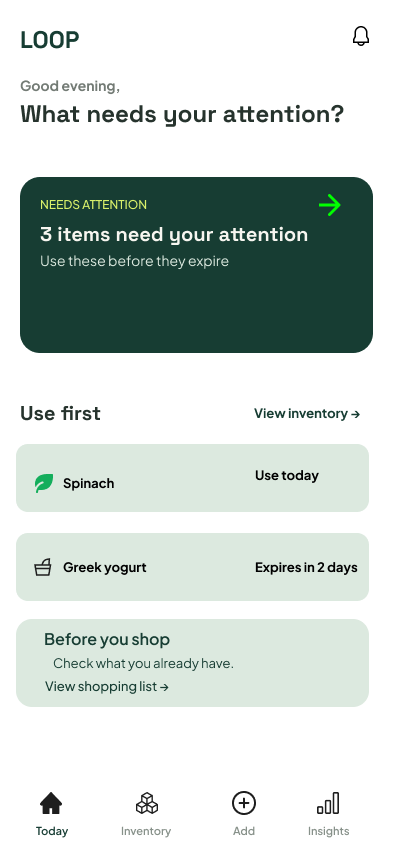 LOOP
Good evening,
What needs your attention?
NEEDS ATTENTION
3 items need your attention
Use these before they expire
Use first
View inventory →
Spinach
Use today
Greek yogurt
Expires in 2 days
Before you shop
Check what you already have.
View shopping list →
Today
Inventory
Add
Insights